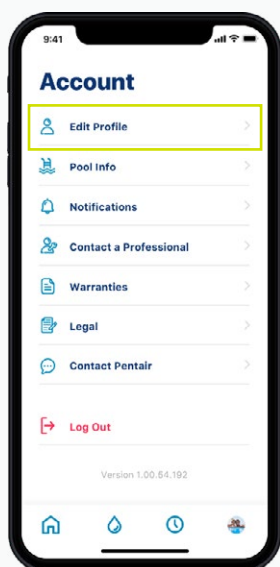 9:41
Account
Edit Profile
Pool Info
Notifications
Contact a Professional
Warranties
Legal
Contact Pentair
Log Out
Version 1.00.64.192